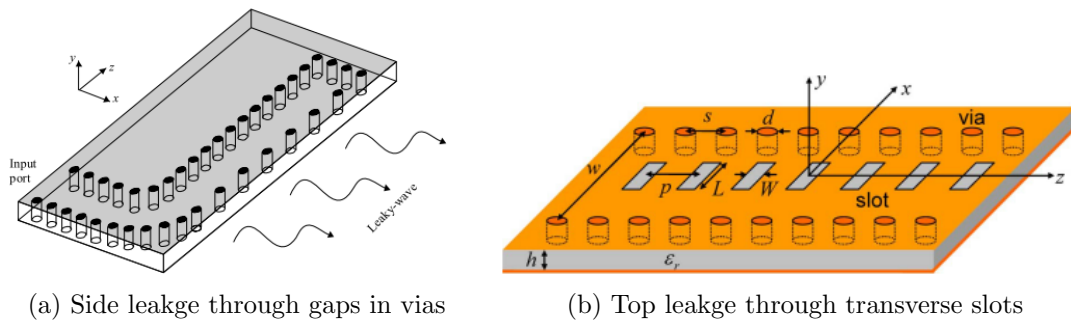 y
z
x
Input
port
Leaky-wave
y
x
s
d
via
w
z
p
L
W
slot
h
εr
(a) Side leakge through gaps in vias
(b) Top leakge through transverse slots